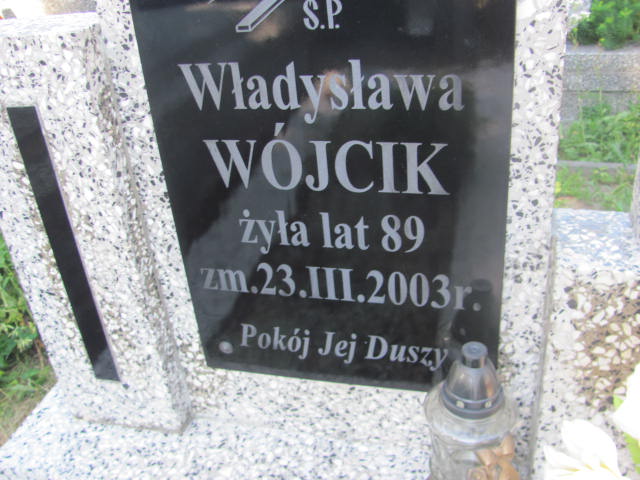 Ś.P.
Władysława
WÓJCIK
żyła lat 89
zm.23.III.2003r.
Pokój Jej Duszy